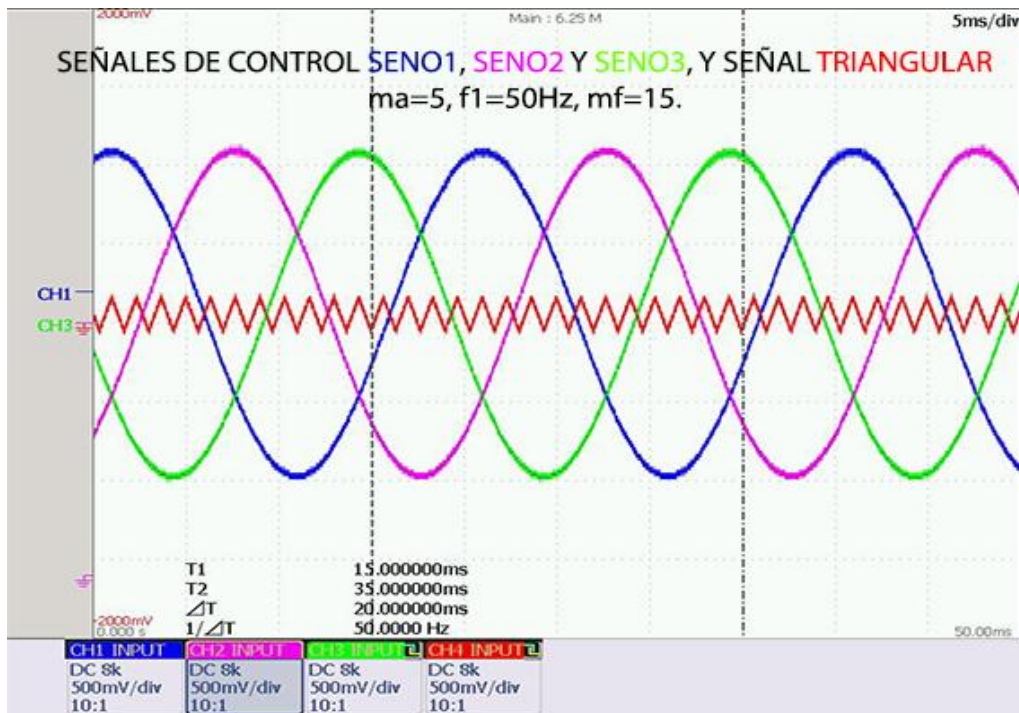 2000mV
Main : 6.25 M
5ms/div
SEÑALES DE CONTROL SENO1, SENO2 Y SENO3, Y SEÑAL TRIANGULAR
ma=5, f1=50Hz, mf=15.
CH1
CH3
T1 15.000000ms
T2 35.000000ms
⊿T 20.000000ms
1/⊿T 50.0000 Hz
-2000mV
0.000 s
50.00ms
CH1 INPUT CH2 INPUT CH3 INPUT CH4 INPUT
DC 8k DC 8k DC 8k DC 8k
500mV/div 500mV/div 500mV/div 500mV/div
10:1 10:1 10:1 10:1